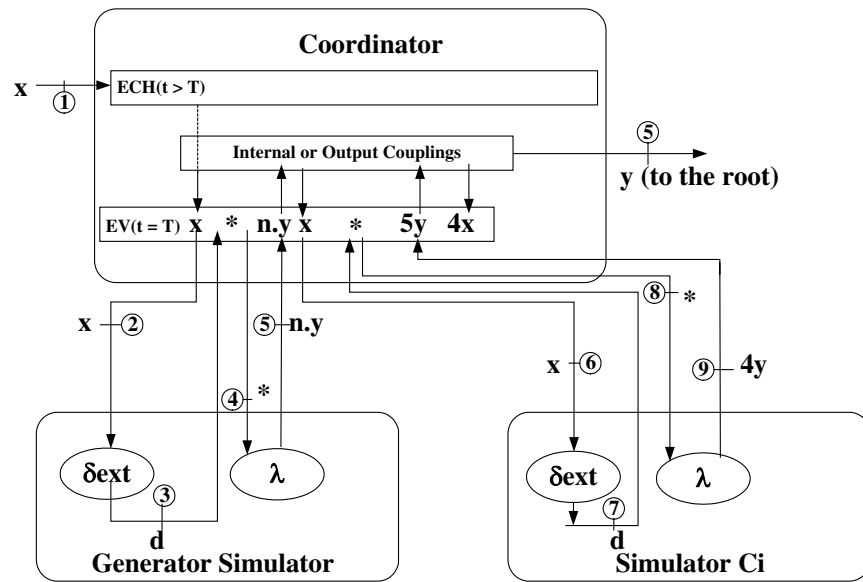 Coordinator
x
1
ECH(t > T)
Internal or Output Couplings
5
y (to the root)
EV(t = T) x * n.y x * 5y 4x
x 2
5 n.y
8 *
x 6
9 4y
4 *
δext
λ
3
d
Generator Simulator
δext
λ
7
d
Simulator Ci